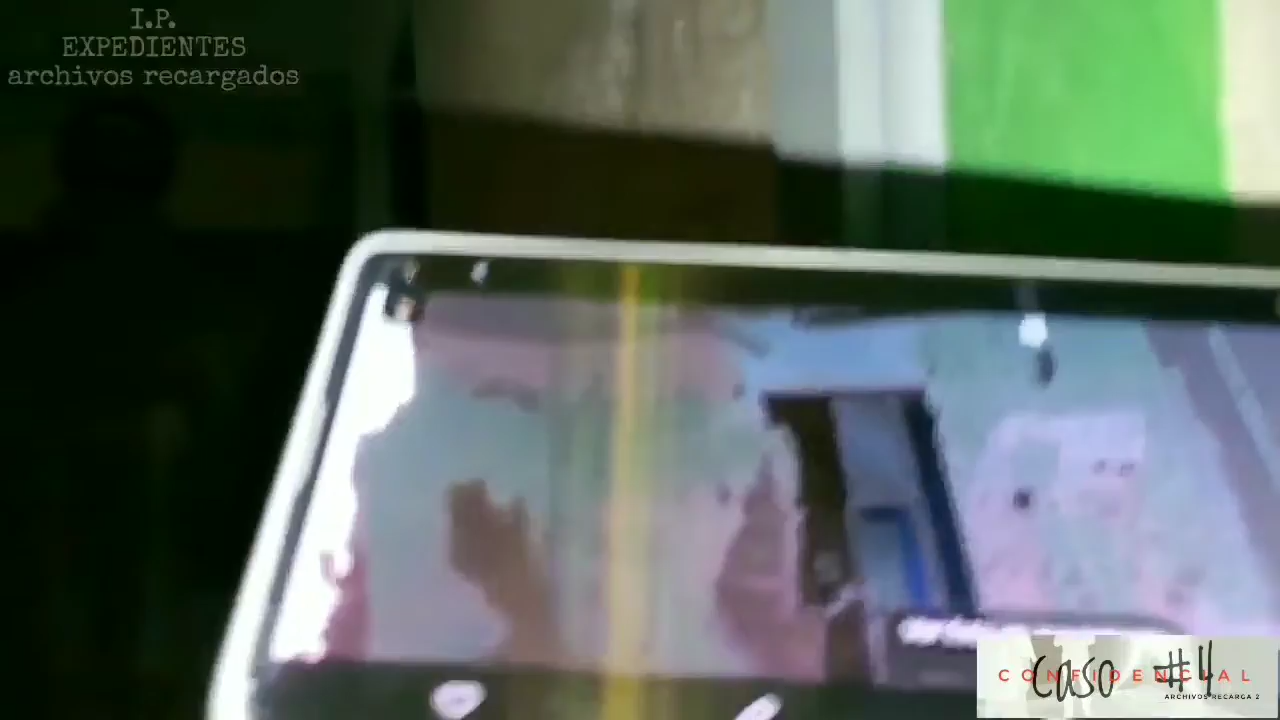 I.P.
EXPEDIENTES
archivos recargados
CONFIDENCIAL
Caso #4
ARCHIVOS RECARGA 2